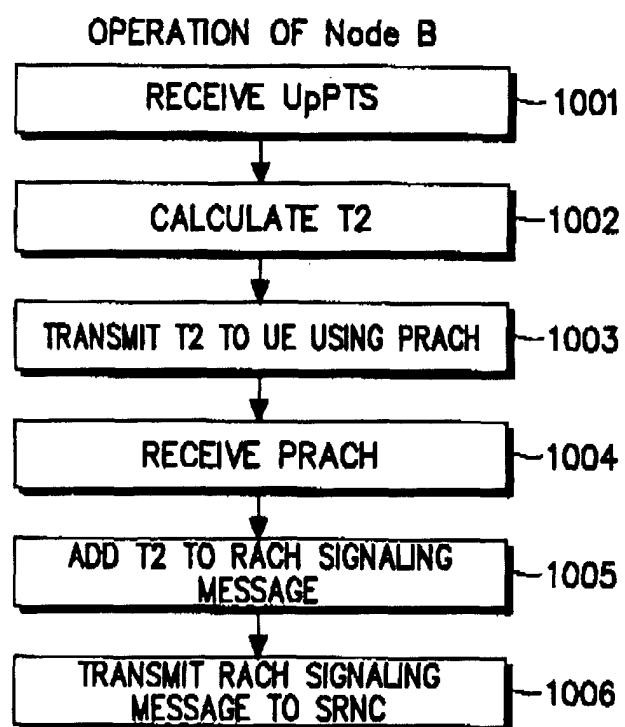 OPERATION OF Node B
RECEIVE UpPTS
1001
CALCULATE T2
1002
TRANSMIT T2 TO UE USING PRACH
1003
RECEIVE PRACH
1004
ADD T2 TO RACH SIGNALING
MESSAGE
1005
TRANSMIT RACH SIGNALING
MESSAGE TO SRNC
1006